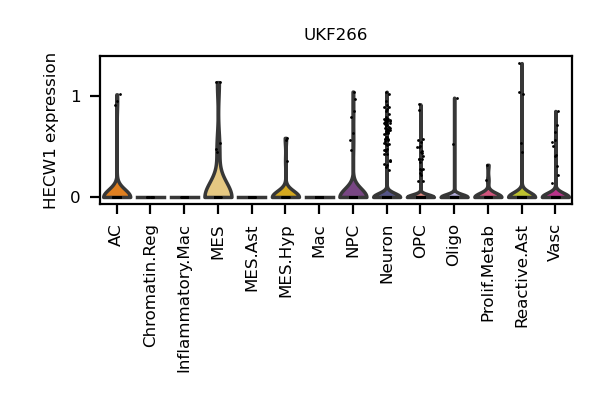 UKF266
HECW1 expression
1
0
AC
Chromatin.Reg
Inflammatory.Mac
MES
MES.Ast
MES.Hyp
Mac
NPC
Neuron
OPC
Oligo
Prolif.Metab
Reactive.Ast
Vasc